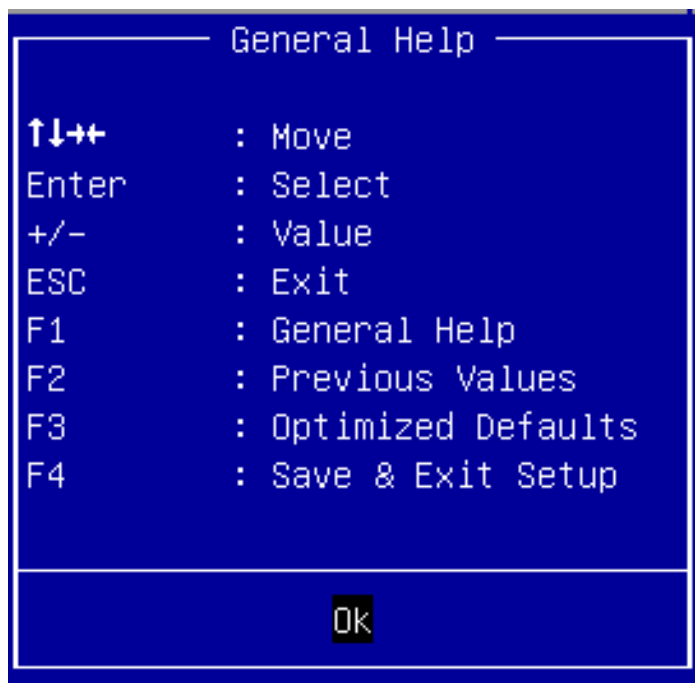 General Help
↑↓→← : Move
Enter : Select
+/- : Value
ESC : Exit
F1 : General Help
F2 : Previous Values
F3 : Optimized Defaults
F4 : Save & Exit Setup
Ok